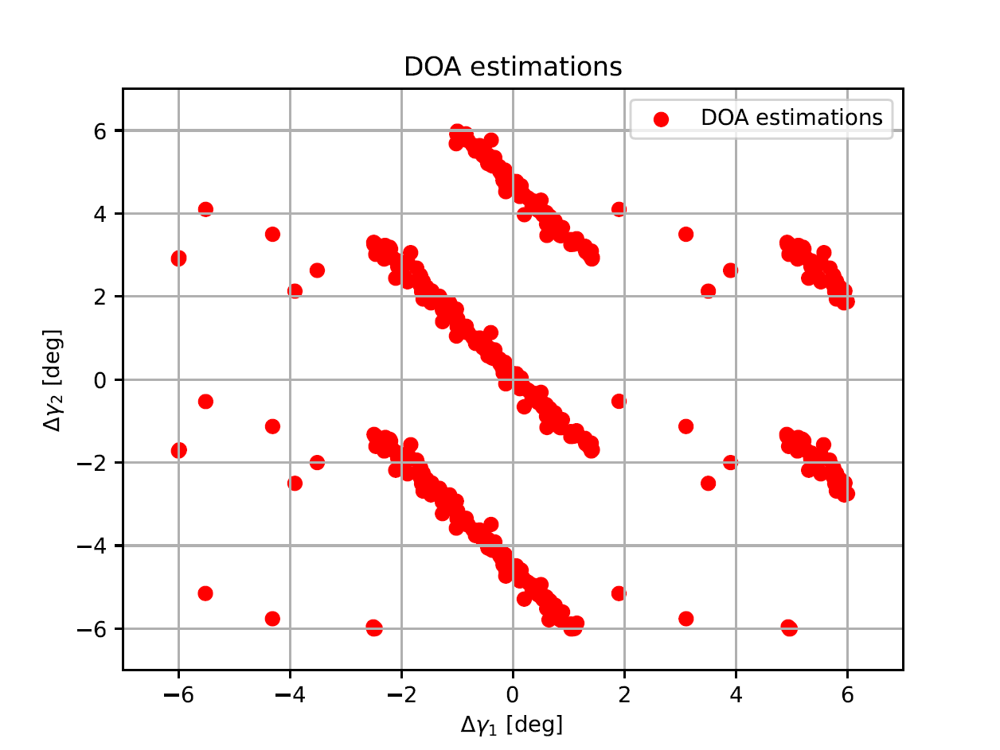 DOA estimations
DOA estimations
6
4
2
0
−2
−4
−6
Δγ₂ [deg]
−6 −4 −2 0 2 4 6
Δγ₁ [deg]